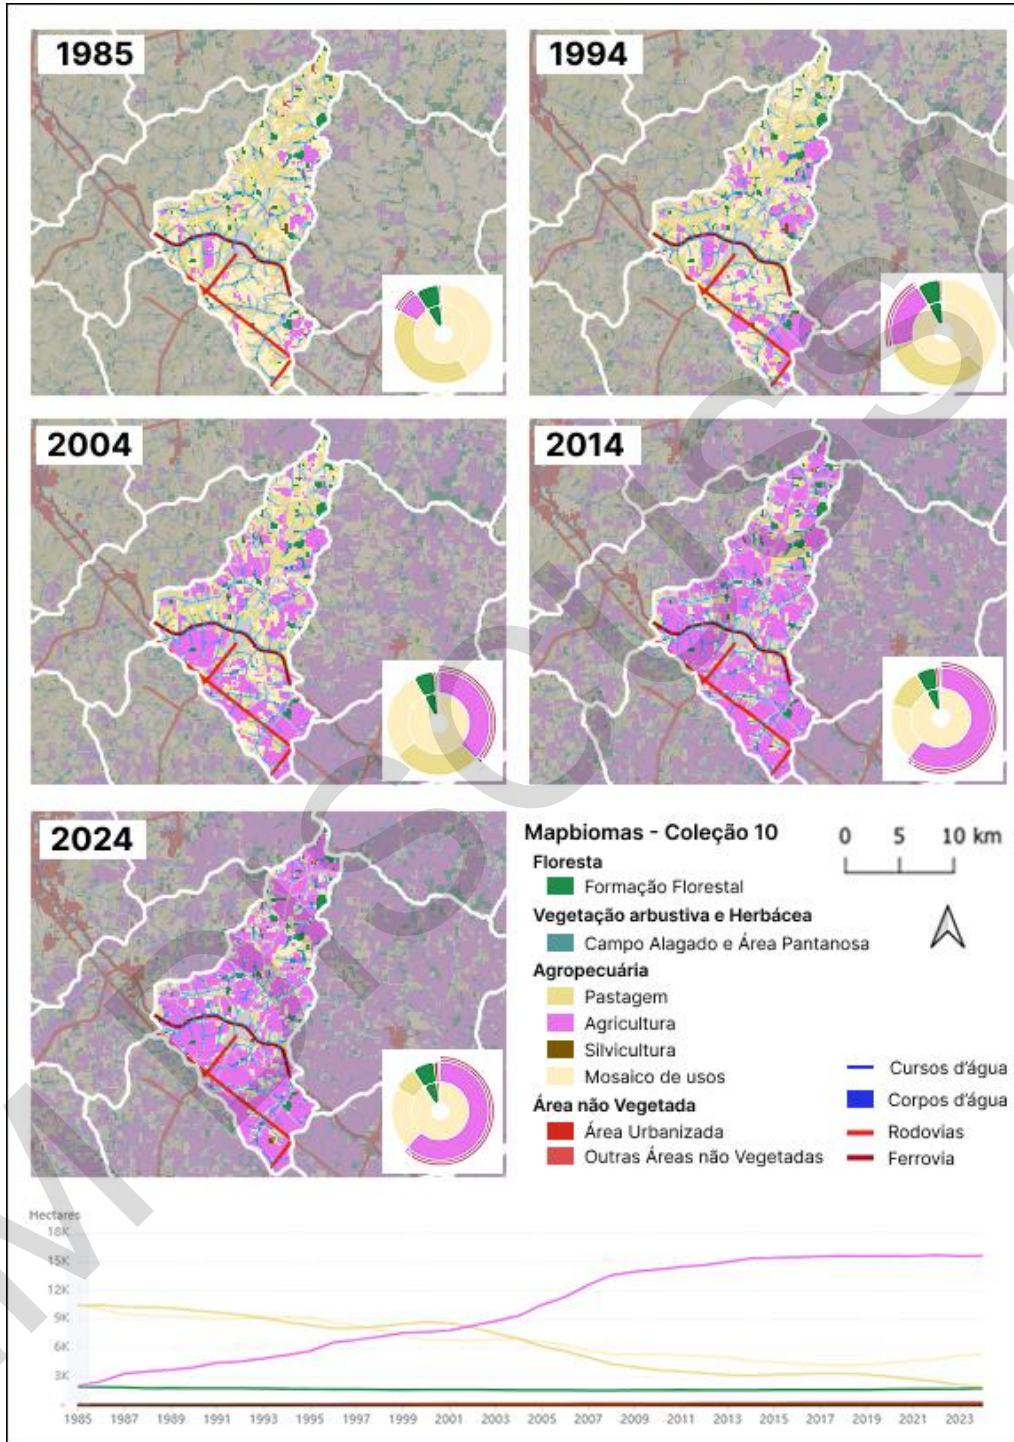 1985
1994
2004
2014
2024
Mapbiomas - Coleção 10
0 5 10 km
Floresta
Formação Florestal
Vegetação arbustiva e Herbácea
Campo Alagado e Área Pantanosa
Agropecuária
Pastagem
Agricultura
Silvicultura
Mosaico de usos
Área não Vegetada
Área Urbanizada
Outras Áreas não Vegetadas
Cursos d'água
Corpos d'água
Rodovias
Ferrovia
Hectares
18K
15K
12K
9K
6K
3K
-
1985 1987 1989 1991 1993 1995 1997 1999 2001 2003 2005 2007 2009 2011 2013 2015 2017 2019 2021 2023